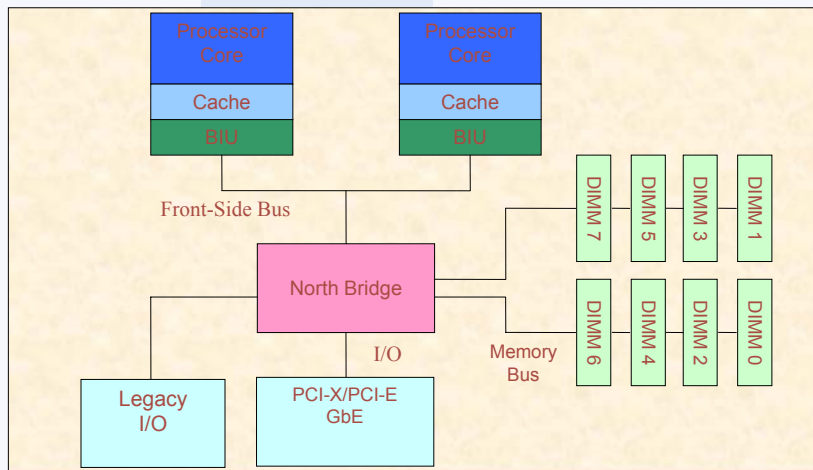 Processor
Core
Cache
BIU
Processor
Core
Cache
BIU
Front-Side Bus
North Bridge
DIMM 7
DIMM 5
DIMM 3
DIMM 1
DIMM 6
DIMM 4
DIMM 2
DIMM 0
Memory
Bus
I/O
Legacy
I/O
PCI-X/PCI-E
GbE